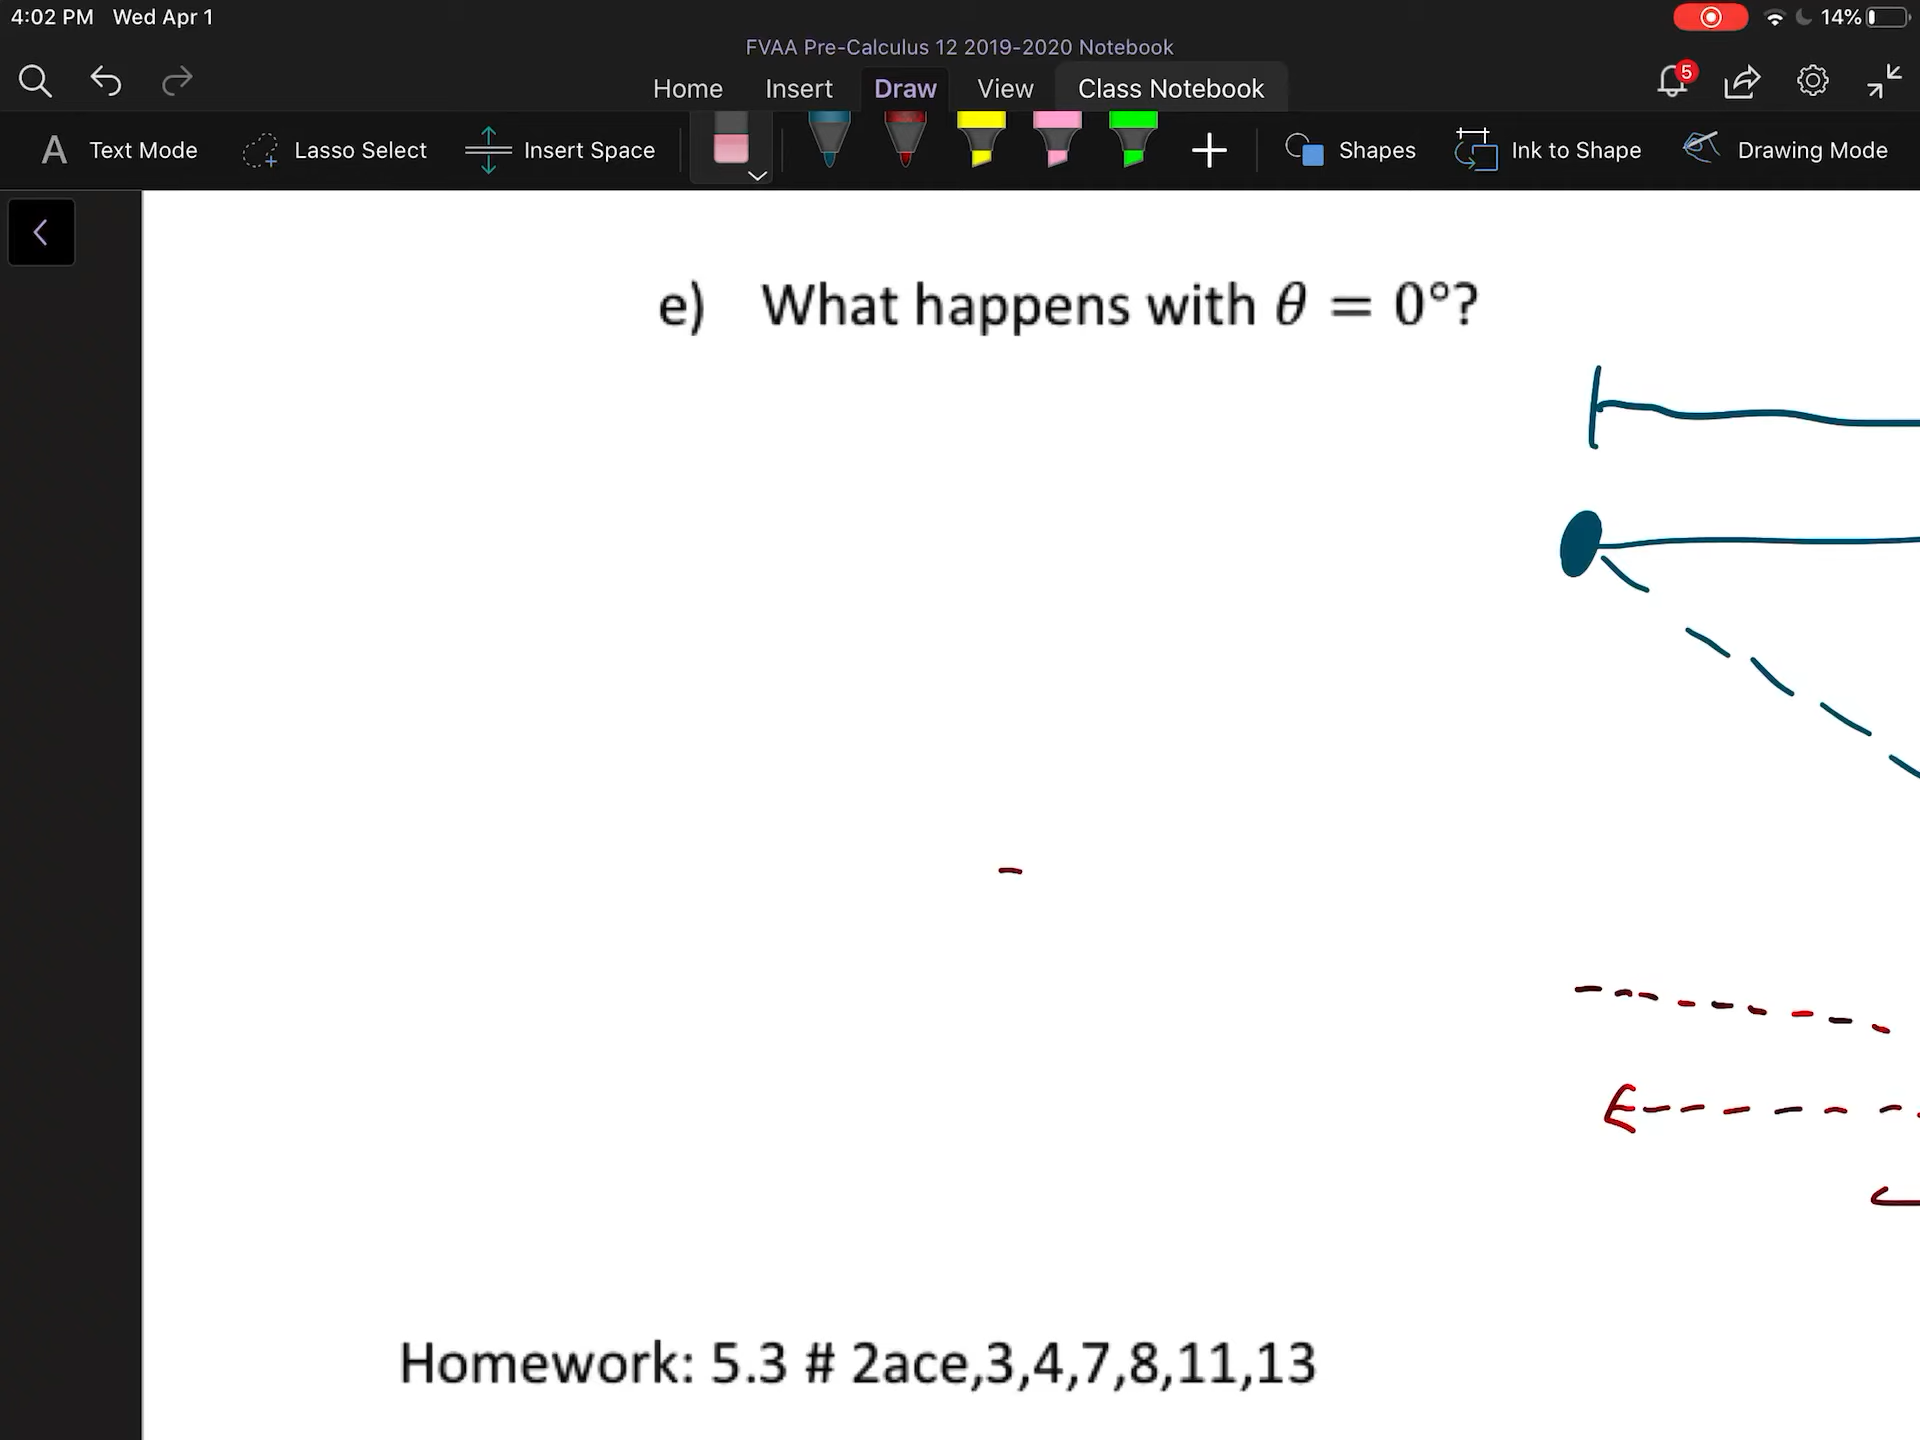 4:02 PM Wed Apr 1 14%
FVAA Pre-Calculus 12 2019-2020 Notebook
Home Insert Draw View Class Notebook 5
A Text Mode Lasso Select Insert Space Shapes Ink to Shape Drawing Mode
e) What happens with θ = 0°?
Homework: 5.3 # 2ace,3,4,7,8,11,13